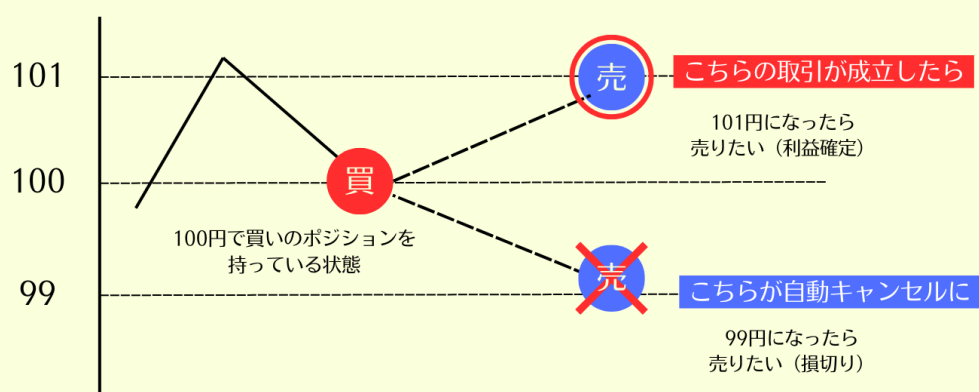 101
売
こちらの取引が成立したら
101円になったら
売りたい（利益確定）
100
買
100円で買いのポジションを
持っている状態
売
99
こちらが自動キャンセルに
99円になったら
売りたい（損切り）